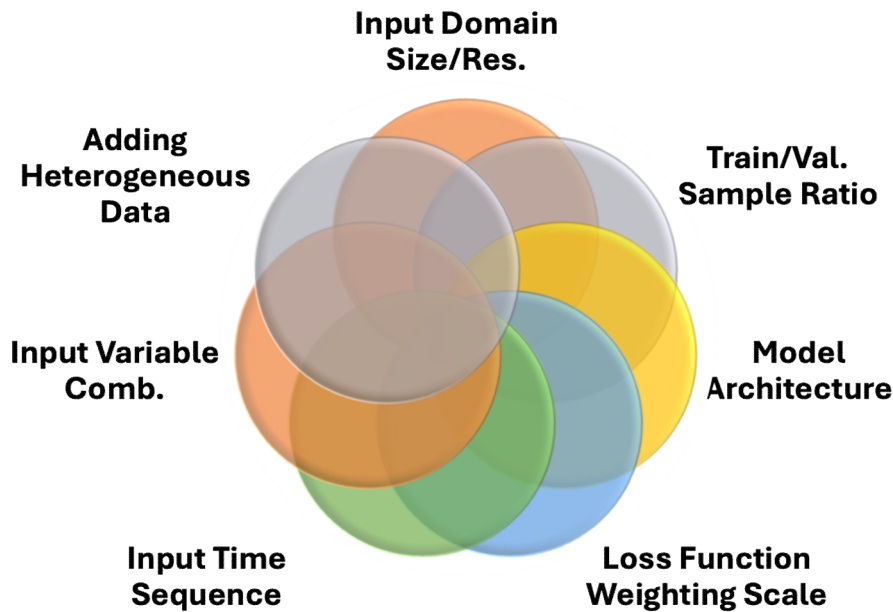 Input Domain
Size/Res.
Adding
Heterogeneous
Data
Train/Val.
Sample Ratio
Input Variable
Comb.
Model
Architecture
Input Time
Sequence
Loss Function
Weighting Scale